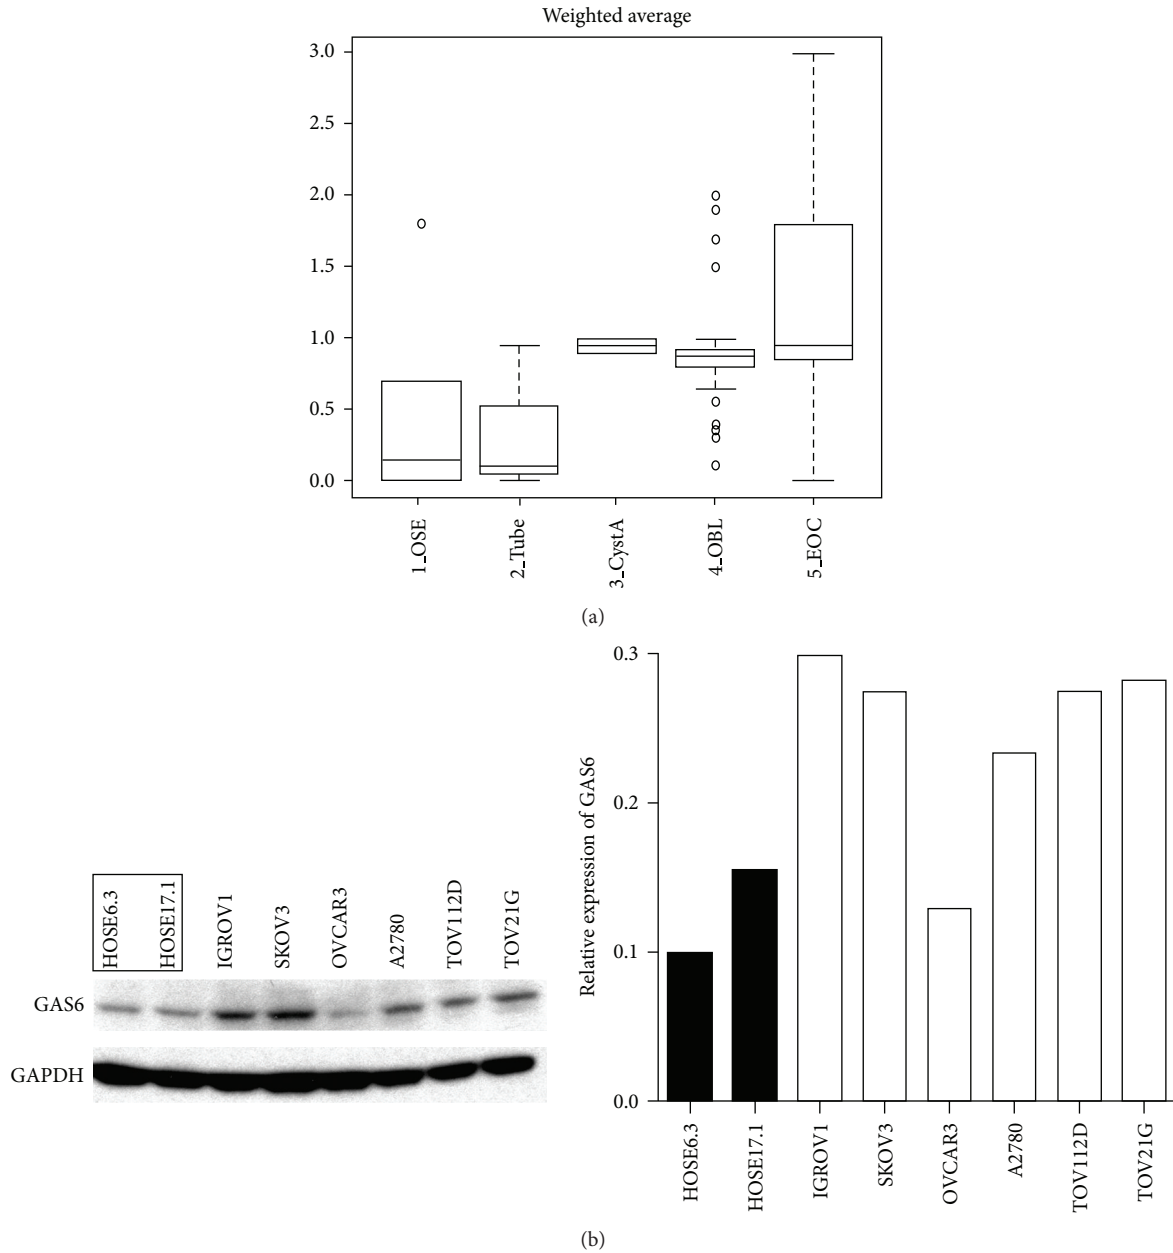 Weighted average
3.0
2.5
2.0
1.5
1.0
0.5
0.0
1_OSE
2_Tube
3_CystA
4_OBL
5_EOC
(a)
HOSE6.3
HOSE17.1
IGROV1
SKOV3
OVCAR3
A2780
TOV112D
TOV21G
GAS6
GAPDH
Relative expression of GAS6
0.3
0.2
0.1
0.0
HOSE6.3
HOSE17.1
IGROV1
SKOV3
OVCAR3
A2780
TOV112D
TOV21G
(b)